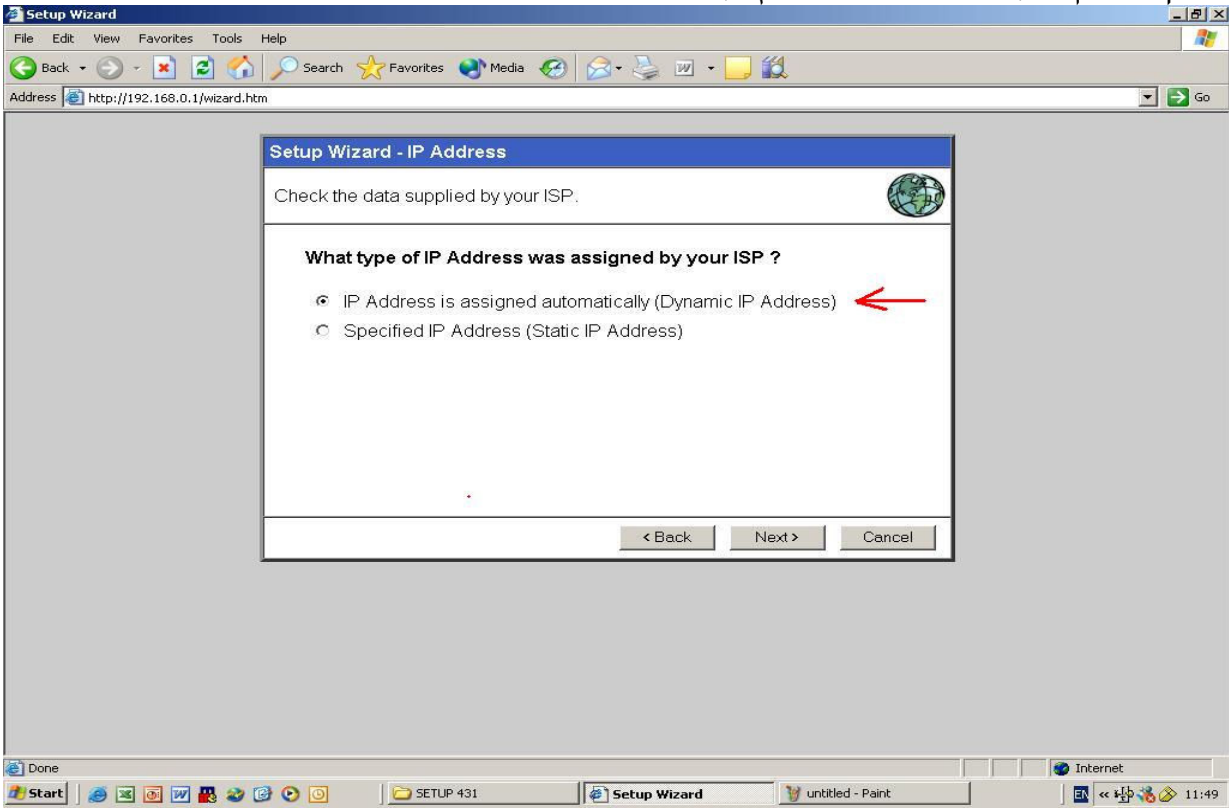 Setup Wizard
File Edit View Favorites Tools Help
Back Search Favorites Media
Address http://192.168.0.1/wizard.htm Go
Setup Wizard - IP Address
Check the data supplied by your ISP.
What type of IP Address was assigned by your ISP ?
IP Address is assigned automatically (Dynamic IP Address)
Specified IP Address (Static IP Address)
< Back Next > Cancel
Done Internet
Start SETUP 431 Setup Wizard untitled - Paint EN « 11:49